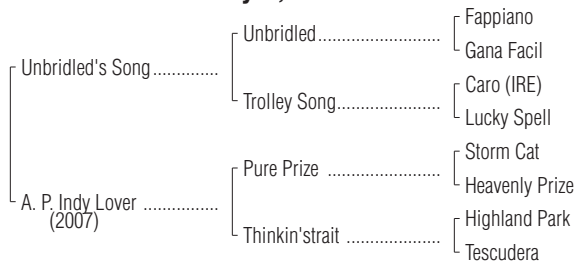 Fappiano
Unbridled
Gana Facil
Unbridled's Song
Caro (IRE)
Trolley Song
Lucky Spell
Storm Cat
Pure Prize
Heavenly Prize
A. P. Indy Lover
(2007)
Highland Park
Thinkin'strait
Tescudera